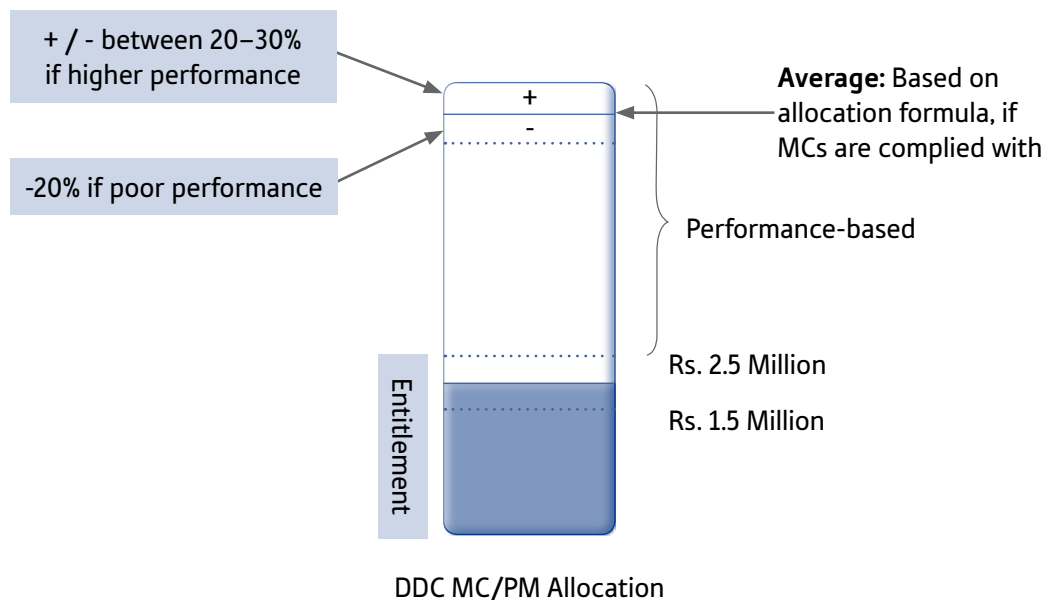 + / - between 20–30%
if higher performance
-20% if poor performance
+
-
Average: Based on
allocation formula, if
MCs are complied with
Performance-based
Rs. 2.5 Million
Rs. 1.5 Million
Entitlement
DDC MC/PM Allocation